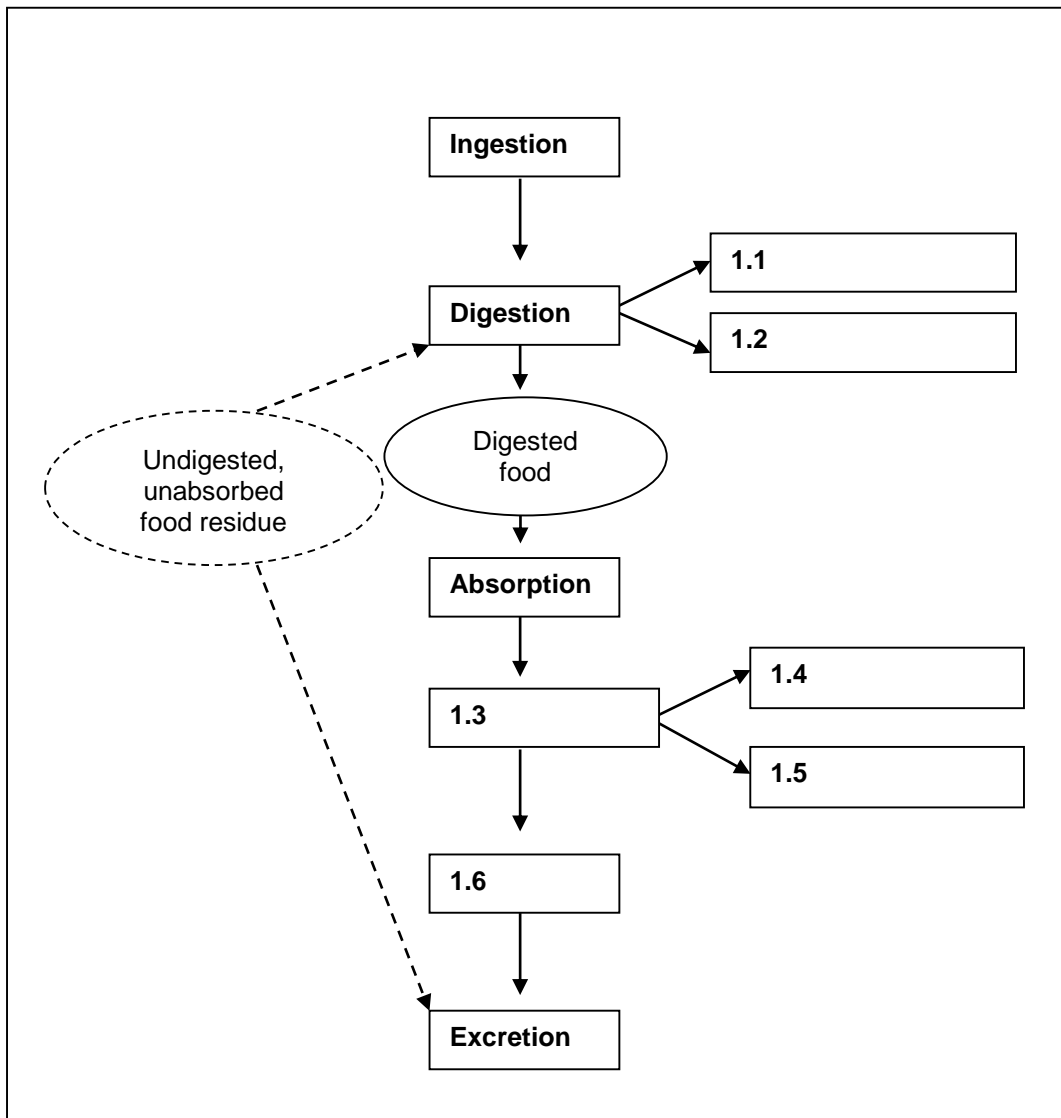 Ingestion
1.1
Digestion
1.2
Undigested,
unabsorbed
food residue
Digested
food
Absorption
1.4
1.3
1.5
1.6
Excretion